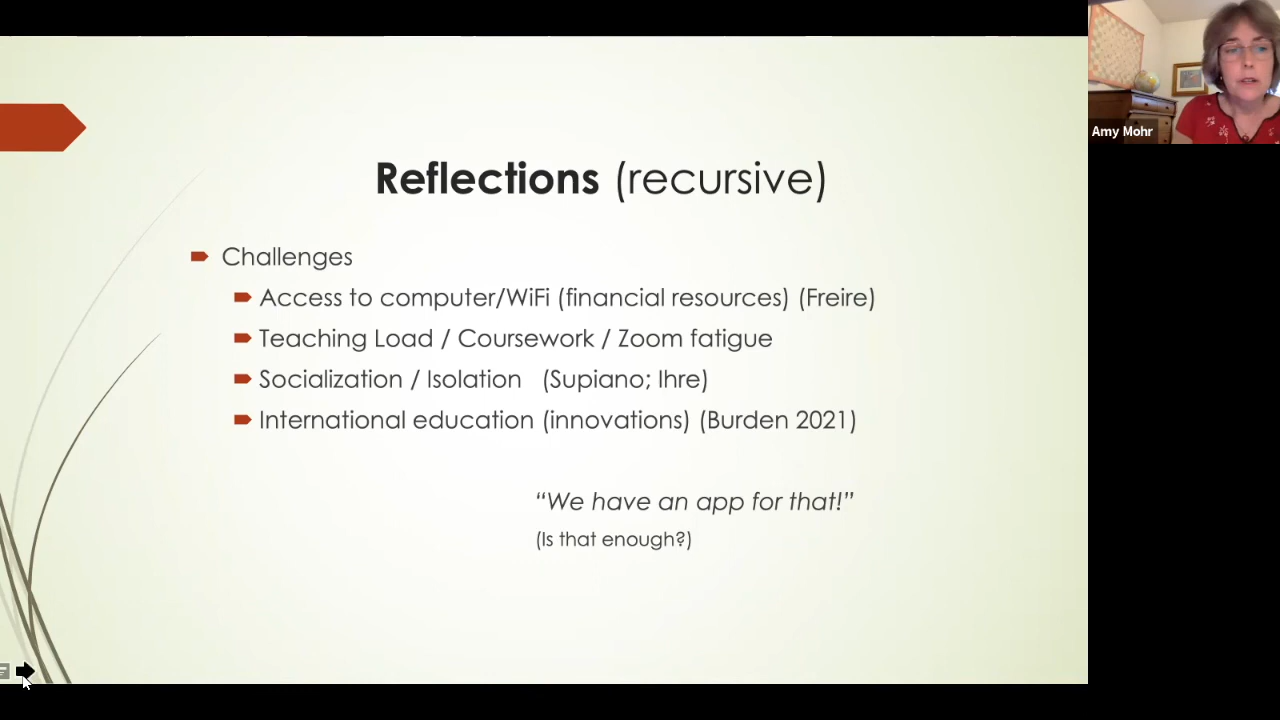 Reflections (recursive)
Challenges
Access to computer/WiFi (financial resources) (Freire)
Teaching Load / Coursework / Zoom fatigue
Socialization / Isolation (Supiano; Ihre)
International education (innovations) (Burden 2021)
“We have an app for that!”
(Is that enough?)
Amy Mohr